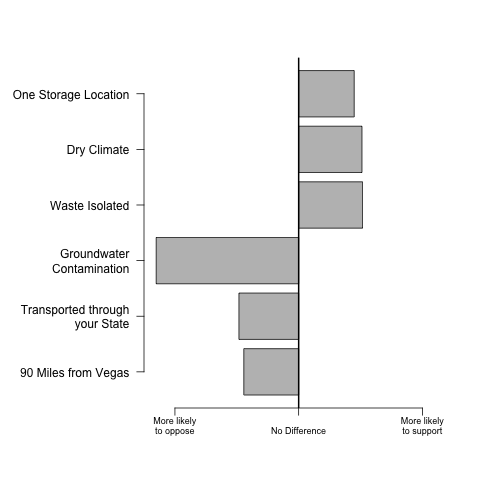 One Storage Location
Dry Climate
Waste Isolated
Groundwater
Contamination
Transported through
your State
90 Miles from Vegas
More likely
to oppose
No Difference
More likely
to support